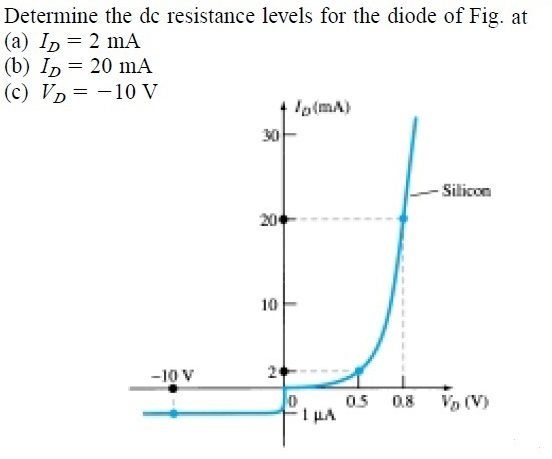 Determine the dc resistance levels for the diode of Fig. at
(a) I_D = 2 mA
(b) I_D = 20 mA
(c) V_D = −10 V
I_D (mA)
30
Silicon
20
10
−10 V
2
0
0.5
0.8
V_D (V)
1 μA